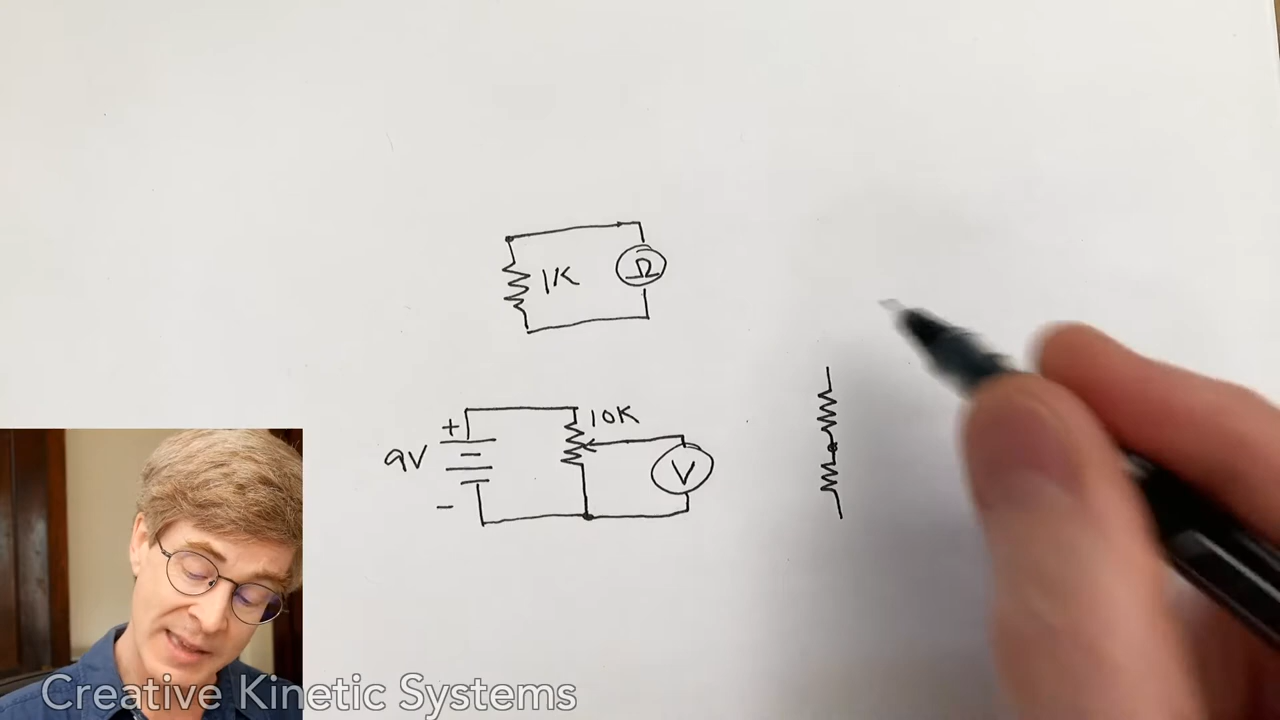 1K
Ω
10K
+
9V
V
-
Creative Kinetic Systems